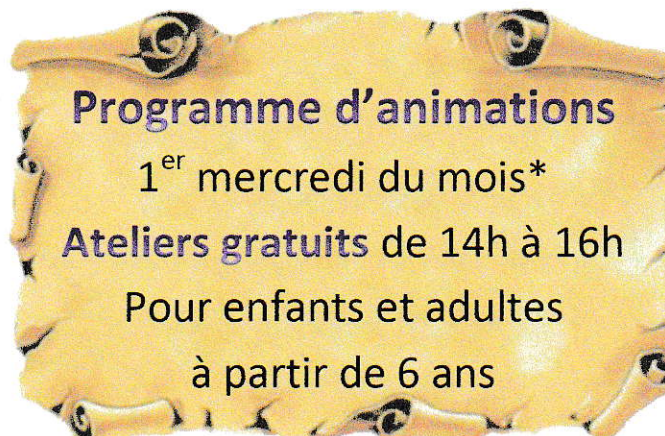 Programme d’animations
1er mercredi du mois*
Ateliers gratuits de 14h à 16h
Pour enfants et adultes
à partir de 6 ans